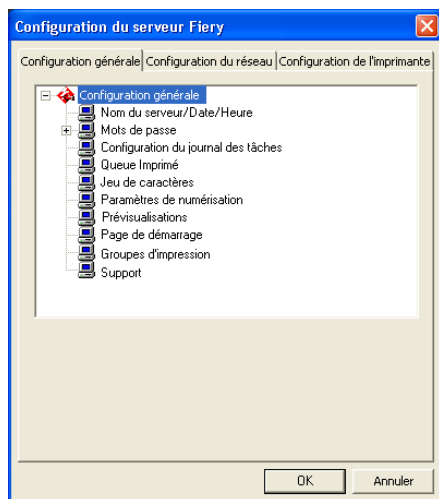 Configuration du serveur Fiery
Configuration générale Configuration du réseau Configuration de l'imprimante
Configuration générale
Nom du serveur/Date/Heure
Mots de passe
Configuration du journal des tâches
Queue Imprimé
Jeu de caractères
Paramètres de numérisation
Prévisualisations
Page de démarrage
Groupes d'impression
Support
OK Annuler